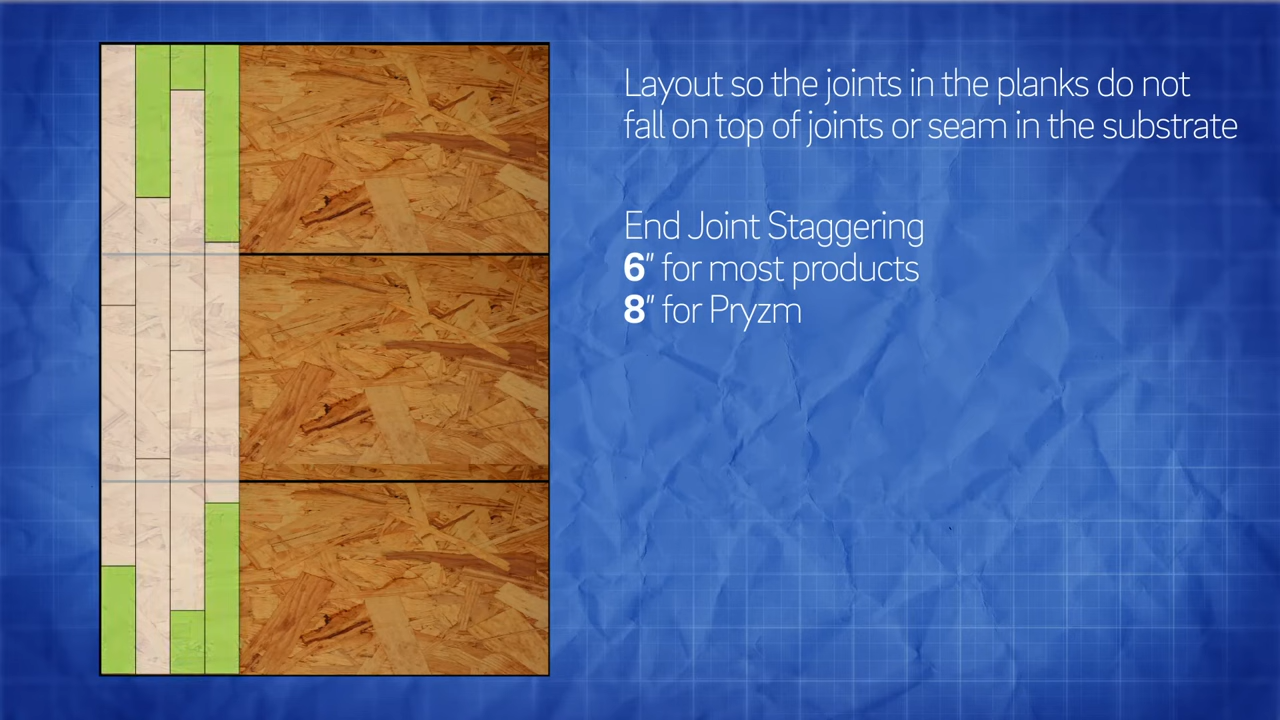 Layout so the joints in the planks do not
fall on top of joints or seam in the substrate
End Joint Staggering
6" for most products
8" for Pryzm